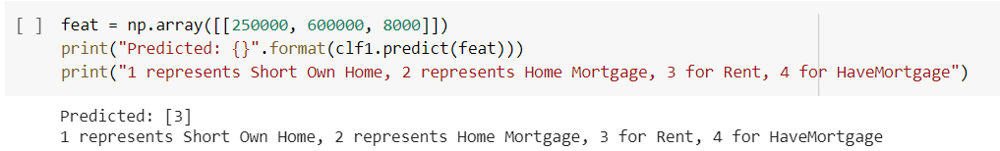 [ ] feat = np.array([[250000, 600000, 8000]])
print("Predicted: {}".format(clf1.predict(feat)))
print("1 represents Short Own Home, 2 represents Home Mortgage, 3 for Rent, 4 for HaveMortgage")
Predicted: [3]
1 represents Short Own Home, 2 represents Home Mortgage, 3 for Rent, 4 for HaveMortgage